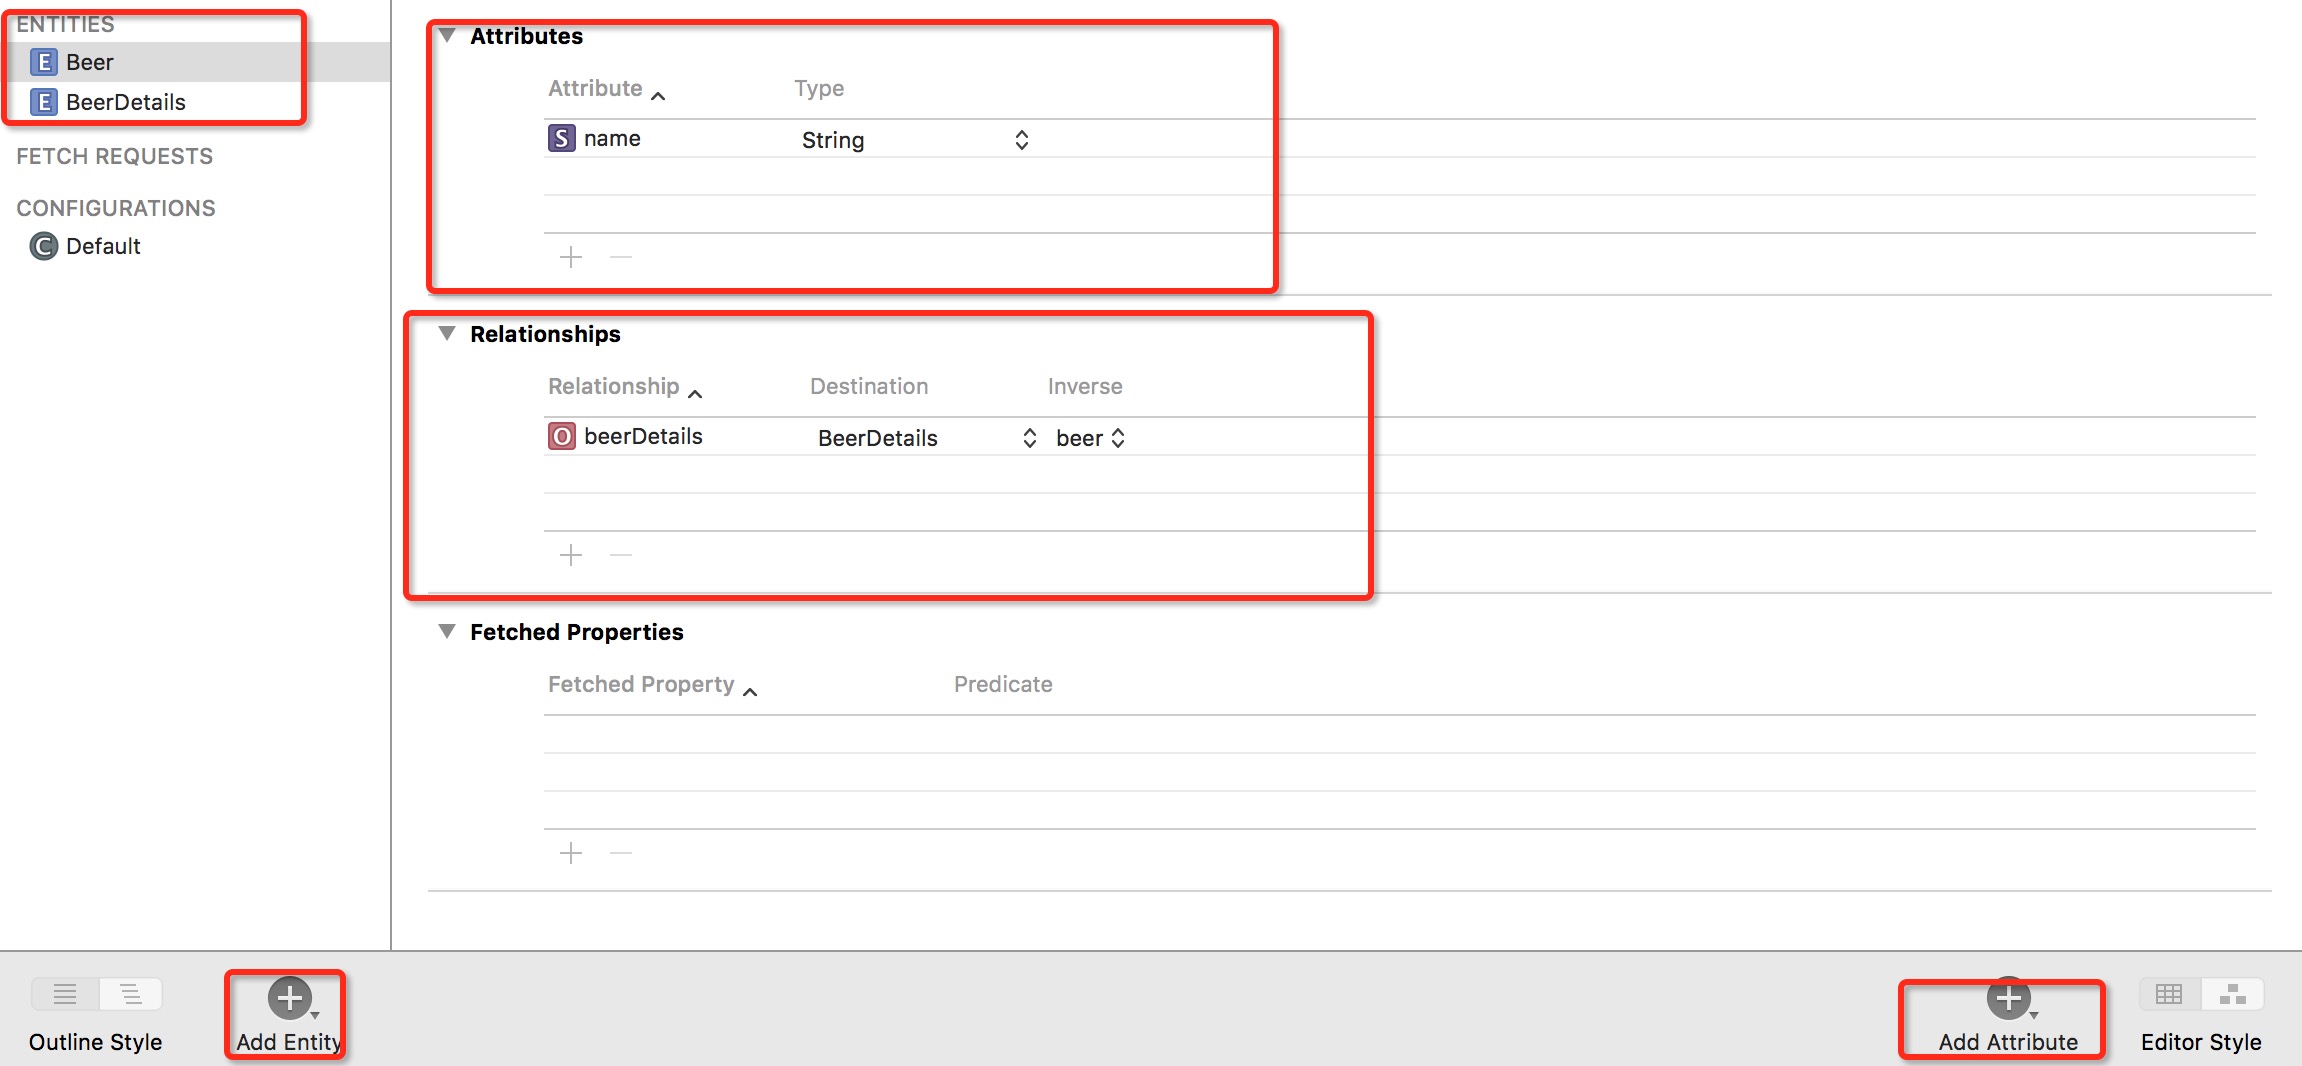 ENTITIES
E Beer
E BeerDetails
FETCH REQUESTS
CONFIGURATIONS
C Default
Attributes
Attribute Type
S name String
Relationships
Relationship Destination Inverse
O beerDetails BeerDetails beer
Fetched Properties
Fetched Property Predicate
Outline Style Add Entity Add Attribute Editor Style